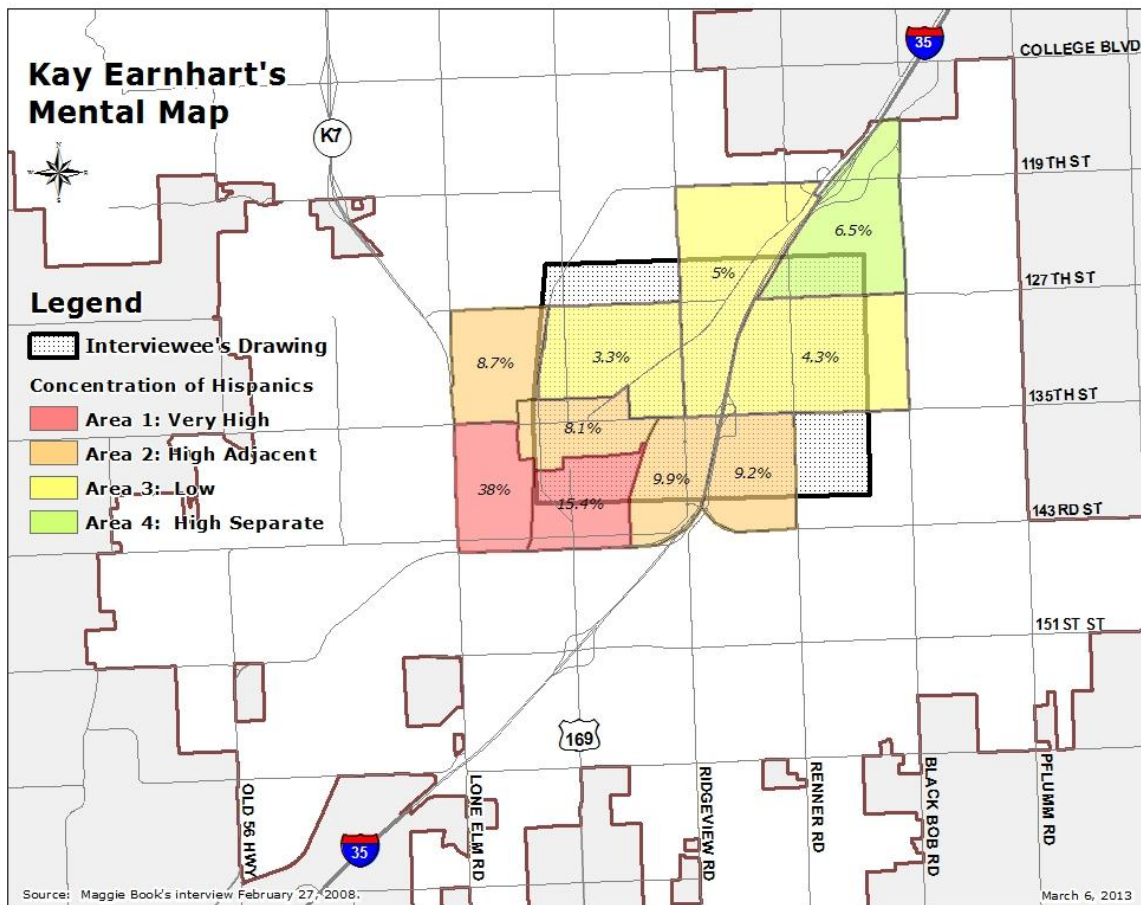 Kay Earnhart's
Mental Map
K7
35
COLLEGE BLVD
119TH ST
6.5%
5%
127TH ST
Legend
Interviewee's Drawing
Concentration of Hispanics
Area 1: Very High
Area 2: High Adjacent
Area 3: Low
Area 4: High Separate
8.7%
3.3%
4.3%
135TH ST
8.1%
38%
15.4%
9.9%
9.2%
143RD ST
151ST ST
169
OLD 56 HWY
LONE ELM RD
RIDGEVIEW RD
RENNER RD
BLACK BOB RD
PFLUMM RD
35
Source: Maggie Book's interview February 27, 2008.
March 6, 2013